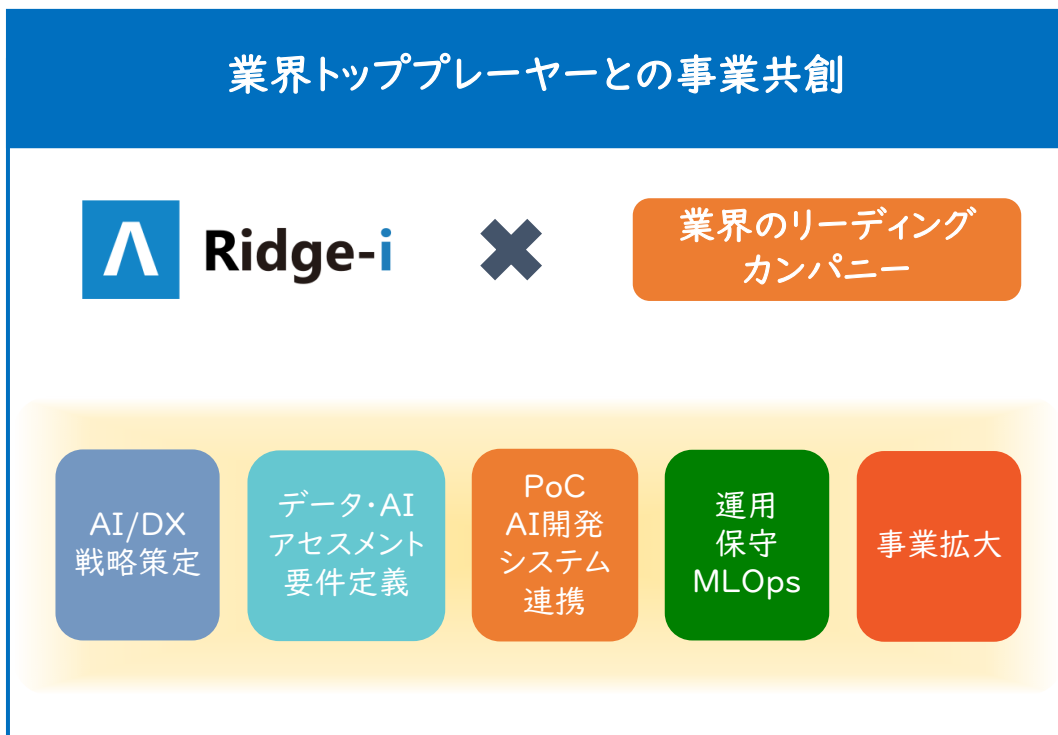 業界トッププレーヤーとの事業共創
Ridge-i
業界のリーディング
カンパニー
AI/DX
戦略策定
データ・AI
アセスメント
要件定義
PoC
AI開発
システム
連携
運用
保守
MLOps
事業拡大